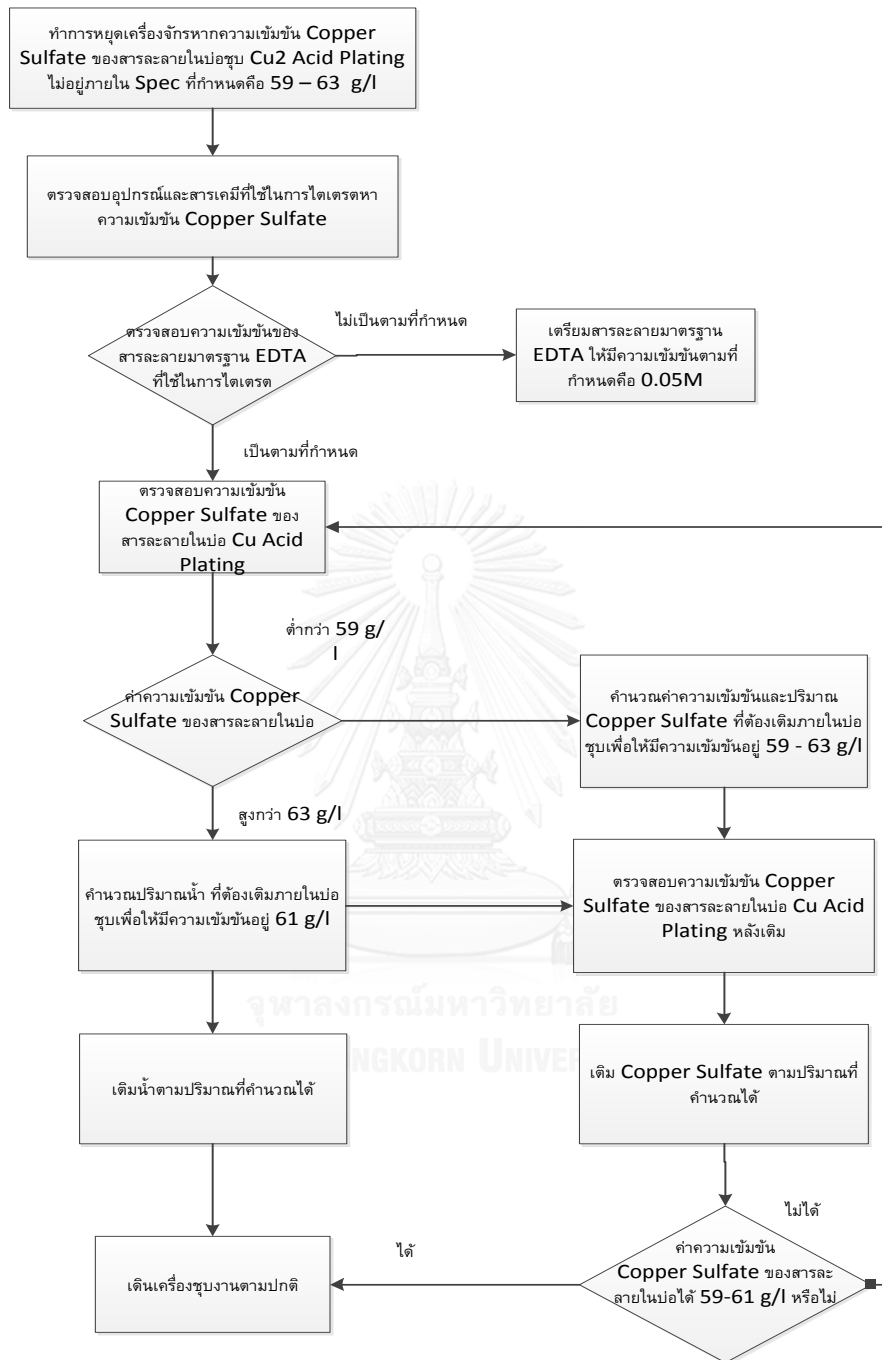 ทำการหยุดเครื่องจักรหากความเข้มข้น Copper
Sulfate ของสารละลายในบ่อชุบ Cu2 Acid Plating
ไม่อยู่ภายใน Spec ที่กำหนดคือ 59 – 63 g/l
ตรวจสอบอุปกรณ์และสารเคมีที่ใช้ในการไตเตรตหา
ความเข้มข้น Copper Sulfate
ตรวจสอบความเข้มข้นของ
สารละลายมาตรฐาน EDTA
ที่ใช้ในการไตเตรต
ไม่เป็นตามที่กำหนด
เตรียมสารละลายมาตรฐาน
EDTA ให้มีความเข้มข้นตามที่
กำหนดคือ 0.05M
เป็นตามที่กำหนด
ตรวจสอบความเข้มข้น
Copper Sulfate ของ
สารละลายในบ่อ Cu Acid
Plating
ต่ำกว่า 59 g/
l
ค่าความเข้มข้น Copper
Sulfate ของสารละลายในบ่อ
คำนวณค่าความเข้มข้นและปริมาณ
Copper Sulfate ที่ต้องเติมภายในบ่อ
ชุบเพื่อให้มีความเข้มข้นอยู่ 59 - 63 g/l
สูงกว่า 63 g/l
คำนวณปริมาณน้ำ ที่ต้องเติมภายในบ่อ
ชุบเพื่อให้มีความเข้มข้นอยู่ 61 g/l
ตรวจสอบความเข้มข้น Copper
Sulfate ของสารละลายในบ่อ Cu Acid
Plating หลังเติม
จุฬาลงกรณ์มหาวิทยาลัย
NGKORN UNIVER
เติมน้ำตามปริมาณที่คำนวณได้
เติม Copper Sulfate ตามปริมาณที่
คำนวณได้
ไม่ได้
ได้
ค่าความเข้มข้น
Copper Sulfate ของสารละ
ลายในบ่อได้ 59-61 g/l หรือไม่
เดินเครื่องชุบงานตามปกติ